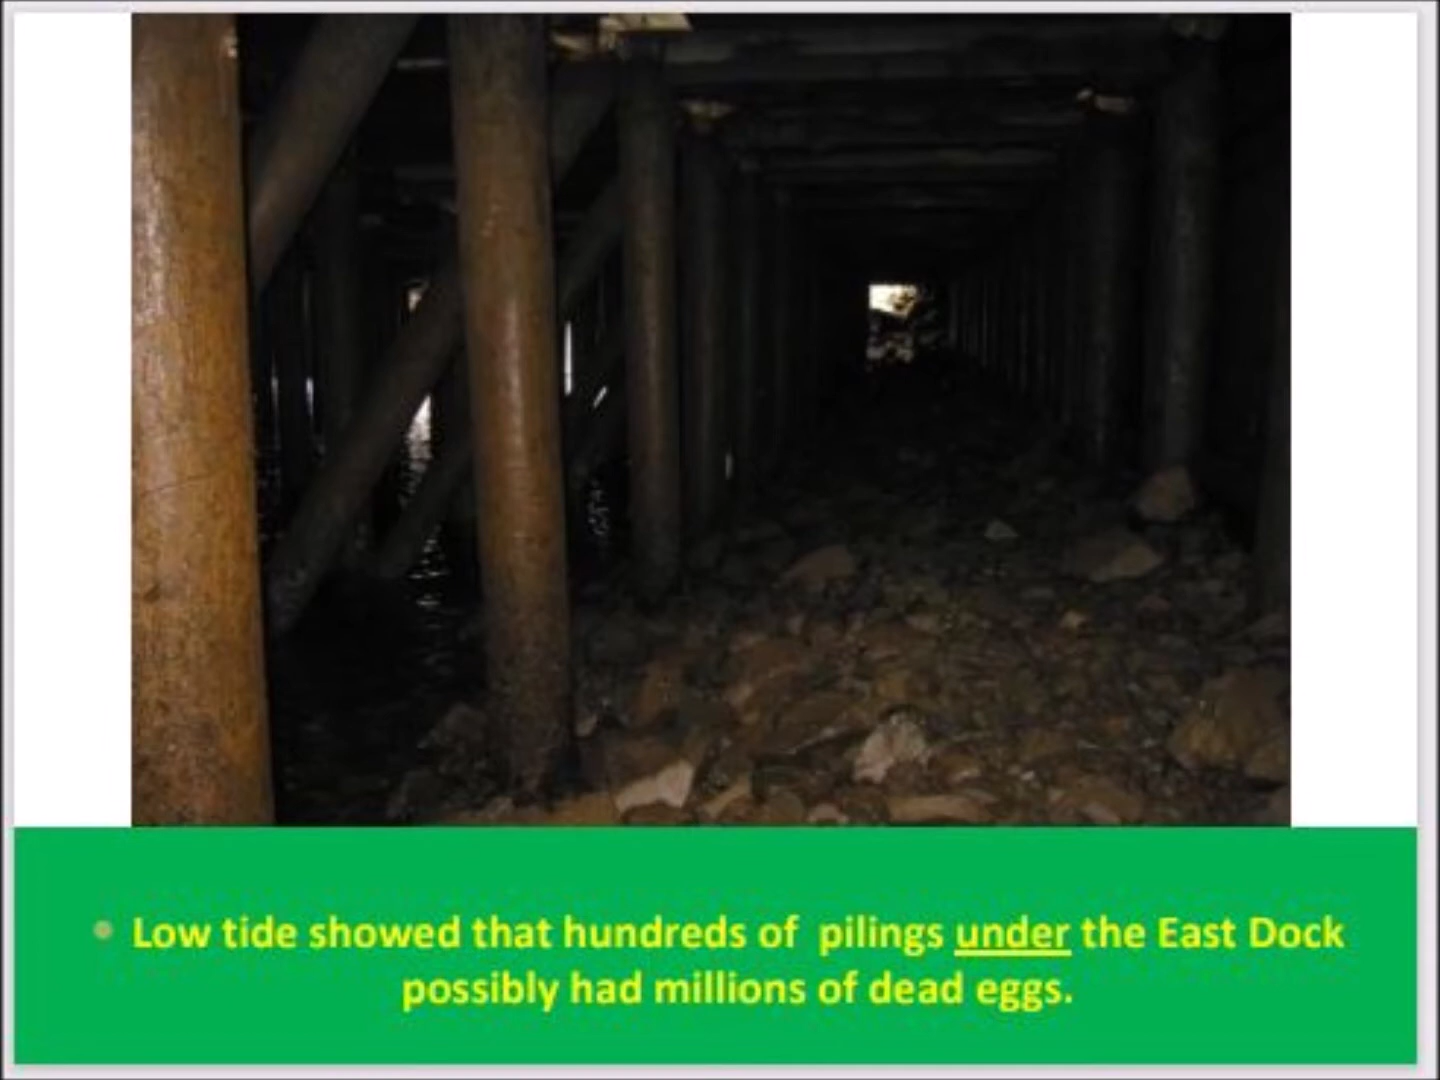 Low tide showed that hundreds of pilings under the East Dock
possibly had millions of dead eggs.